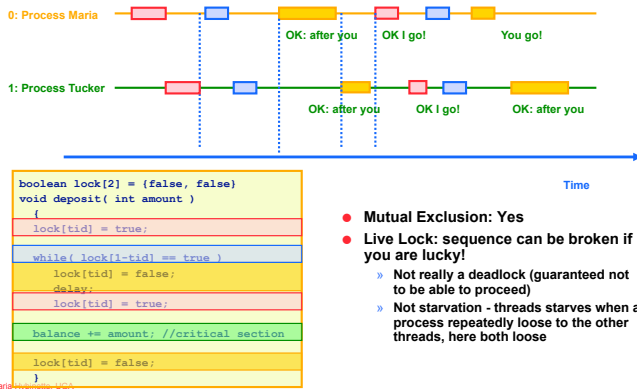 0: Process Maria
OK: after you
OK I go!
You go!
1: Process Tucker
OK: after you
OK I go!
OK: after you
Time
boolean lock[2] = {false, false}
void deposit( int amount )
{
lock[tid] = true;
while( lock[1-tid] == true )
lock[tid] = false;
delay;
lock[tid] = true;
balance += amount; //critical section
lock[tid] = false;
}
Mutual Exclusion: Yes
Live Lock: sequence can be broken if
you are lucky!
» Not really a deadlock (guaranteed not
to be able to proceed)
» Not starvation - threads starves when a
process repeatedly loose to the other
threads, here both loose
aria Hybinette, UGA